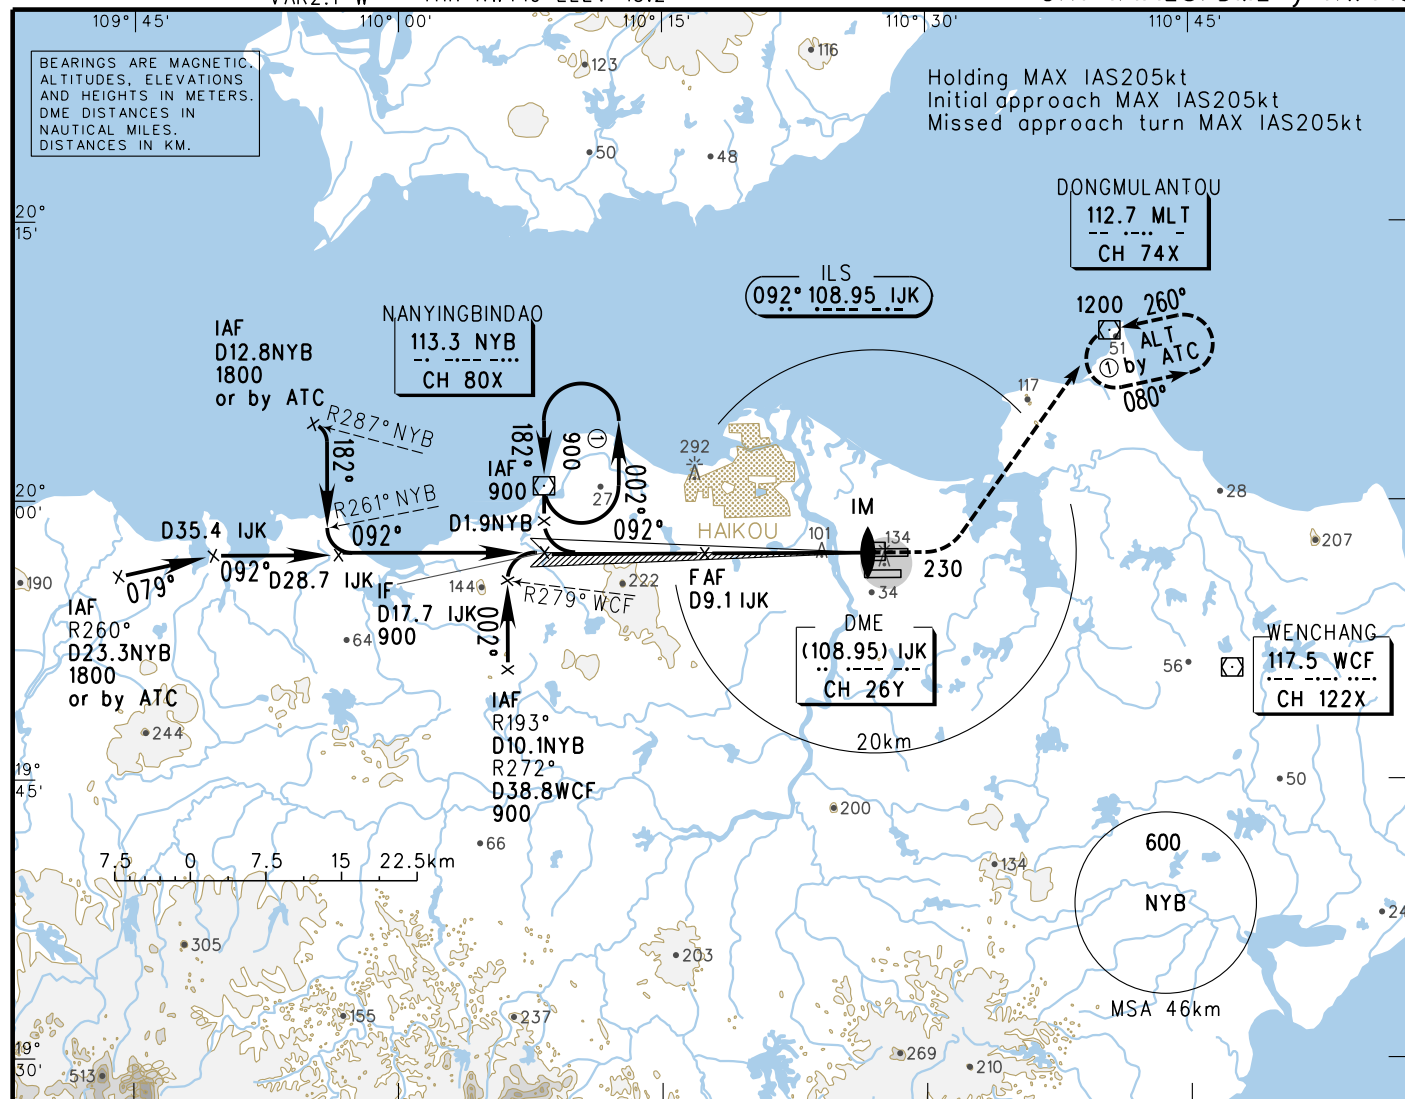 109°45'
110°00'
110°15'
110°30'
110°45'
BEARINGS ARE MAGNETIC.
ALTITUDES, ELEVATIONS
AND HEIGHTS IN METERS.
DME DISTANCES IN
NAUTICAL MILES.
DISTANCES IN KM.
123
116
50
48
Holding MAX IAS205kt
Initial approach MAX IAS205kt
Missed approach turn MAX IAS205kt
20°
15'
DONGMULANTOU
112.7 MLT
CH 74X
ILS
092° 108.95 IJK
NANYINGBINDAO
113.3 NYB
CH 80X
IAF
D12.8NYB
1800
or by ATC
R287° NYB
182°
R261° NYB
1200
260°
ALT
51
① by ATC
080°
117
182°
900
①
002°
IAF
900
27
292
HAIKOU
20°
00'
28
207
D35.4 IJK
092°
D1.9NYB
092°
101
IM
134
079°
092°
D28.7 IJK
190
IAF
R260°
D23.3NYB
1800
or by ATC
IF
D17.7 IJK
900
144
R279° WCF
222
002°
FAF
D9.1 IJK
34
230
64
DME
(108.95) IJK
CH 26Y
WENCHANG
117.5 WCF
CH 122X
56
IAF
R193°
D10.1NYB
R272°
D38.8WCF
900
244
20km
19°
45'
50
200
66
7.5 0 7.5 15 22.5km
134
600
NYB
MSA 46km
305
203
155
237
269
210
19°
30'
513